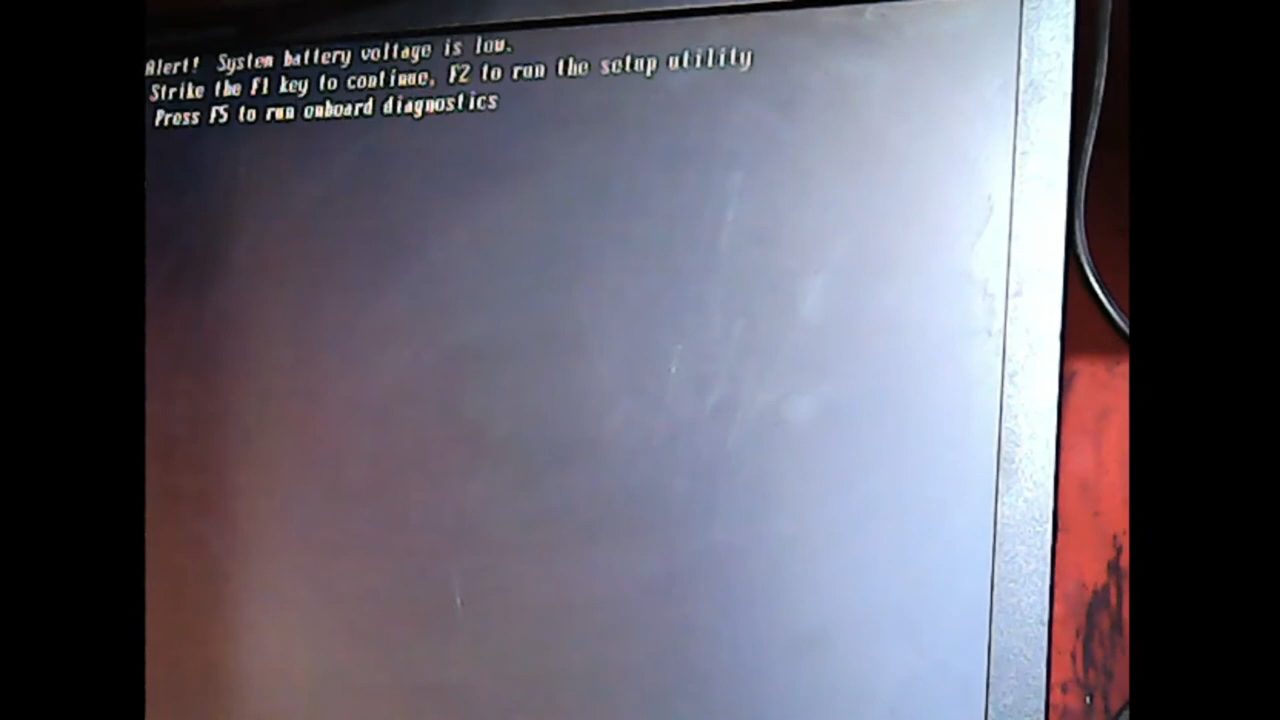 Alert! System battery voltage is low.
Strike the F1 key to continue, F2 to run the setup utility
Press F5 to run onboard diagnostics